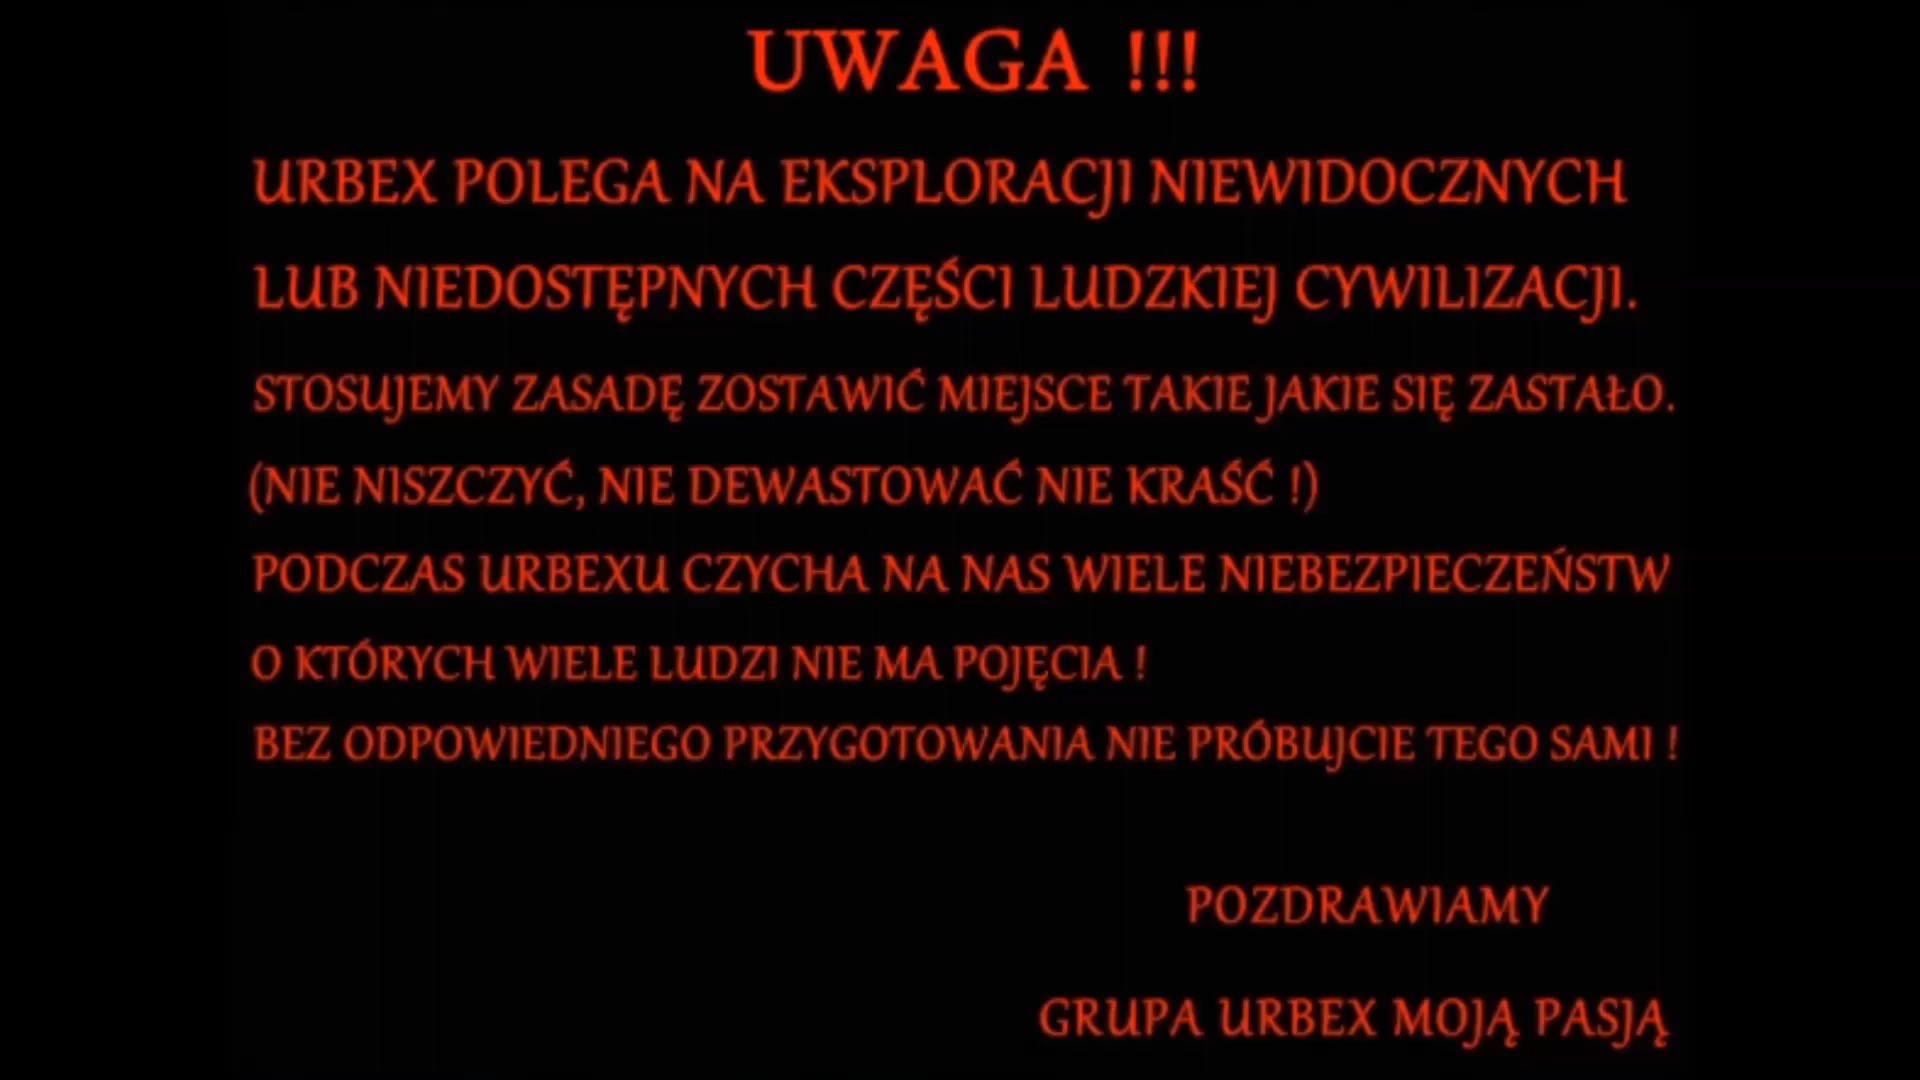 UWAGA !!!
URBEX POLEGA NA EKSPLORACJI NIEWIDOCZNYCH
LUB NIEDOSTĘPNYCH CZĘŚCI LUDZKIEJ CYWILIZACJI.
STOSUJEMY ZASADĘ ZOSTAWIĆ MIEJSCE TAKIE JAKIE SIĘ ZASTAŁO.
(NIE NISZCZYĆ, NIE DEWASTOWAĆ NIE KRAŚĆ !)
PODCZAS URBEXU CZYCHA NA NAS WIELE NIEBEZPIECZEŃSTW
O KTÓRYCH WIELE LUDZI NIE MA POJĘCIA !
BEZ ODPOWIEDNIEGO PRZYGOTOWANIA NIE PRÓBUJCIE TEGO SAMI !
POZDRAWIAMY
GRUPA URBEX MOJĄ PASJĄ